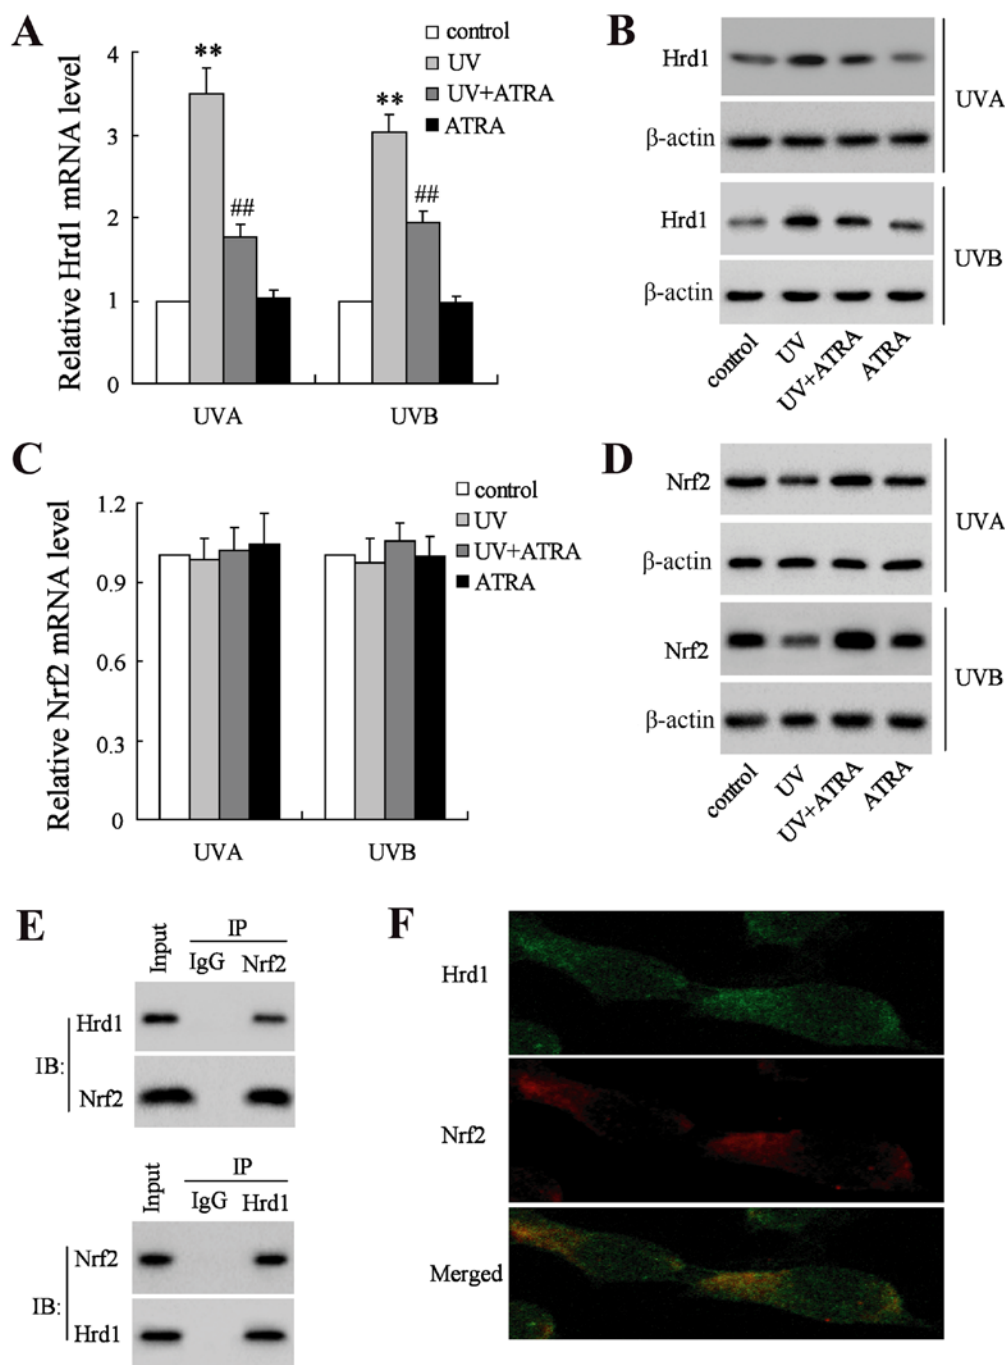 A
Relative Hrd1 mRNA level
4
3
2
1
0
**
##
**
##
control
UV
UV+ATRA
ATRA
UVA
UVB
B
Hrd1
β-actin
UVA
Hrd1
β-actin
UVB
control
UV
UV+ATRA
ATRA
C
Relative Nrf2 mRNA level
1.2
0.9
0.6
0.3
0
control
UV
UV+ATRA
ATRA
UVA
UVB
D
Nrf2
β-actin
UVA
Nrf2
β-actin
UVB
control
UV
UV+ATRA
ATRA
E
Input
IP
IgG Nrf2
IB:
Hrd1
Nrf2
Input
IP
IgG Hrd1
IB:
Nrf2
Hrd1
F
Hrd1
Nrf2
Merged